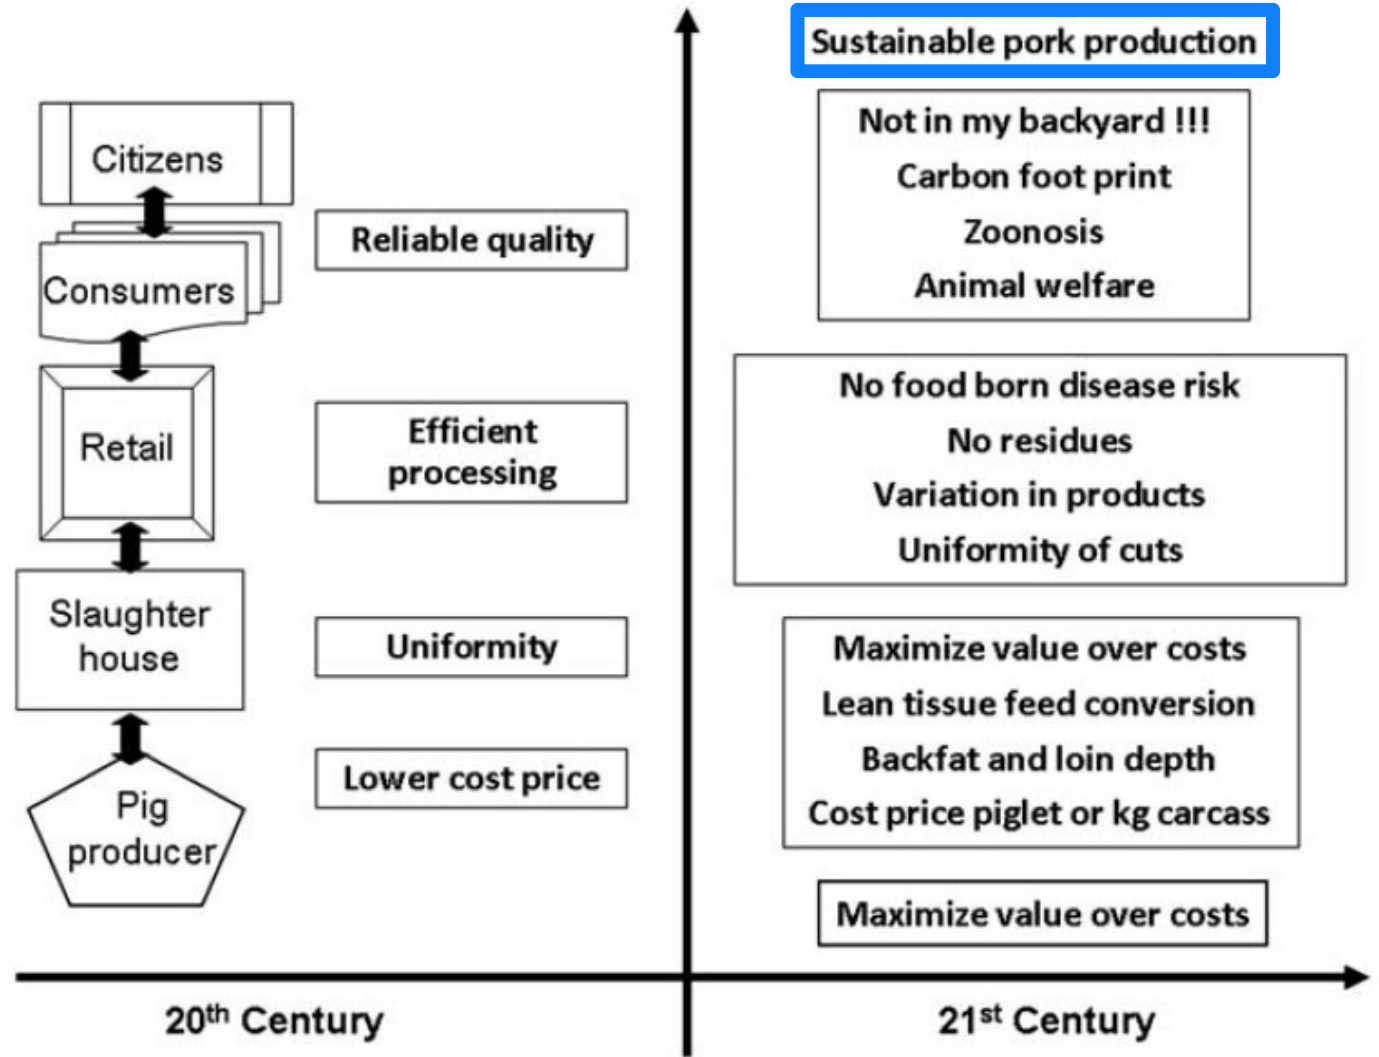 Sustainable pork production
Citizens
Consumers
Retail
Slaughter
house
Pig
producer
Reliable quality
Efficient
processing
Uniformity
Lower cost price
Not in my backyard !!!
Carbon foot print
Zoonosis
Animal welfare
No food born disease risk
No residues
Variation in products
Uniformity of cuts
Maximize value over costs
Lean tissue feed conversion
Backfat and loin depth
Cost price piglet or kg carcass
Maximize value over costs
20th Century
21st Century